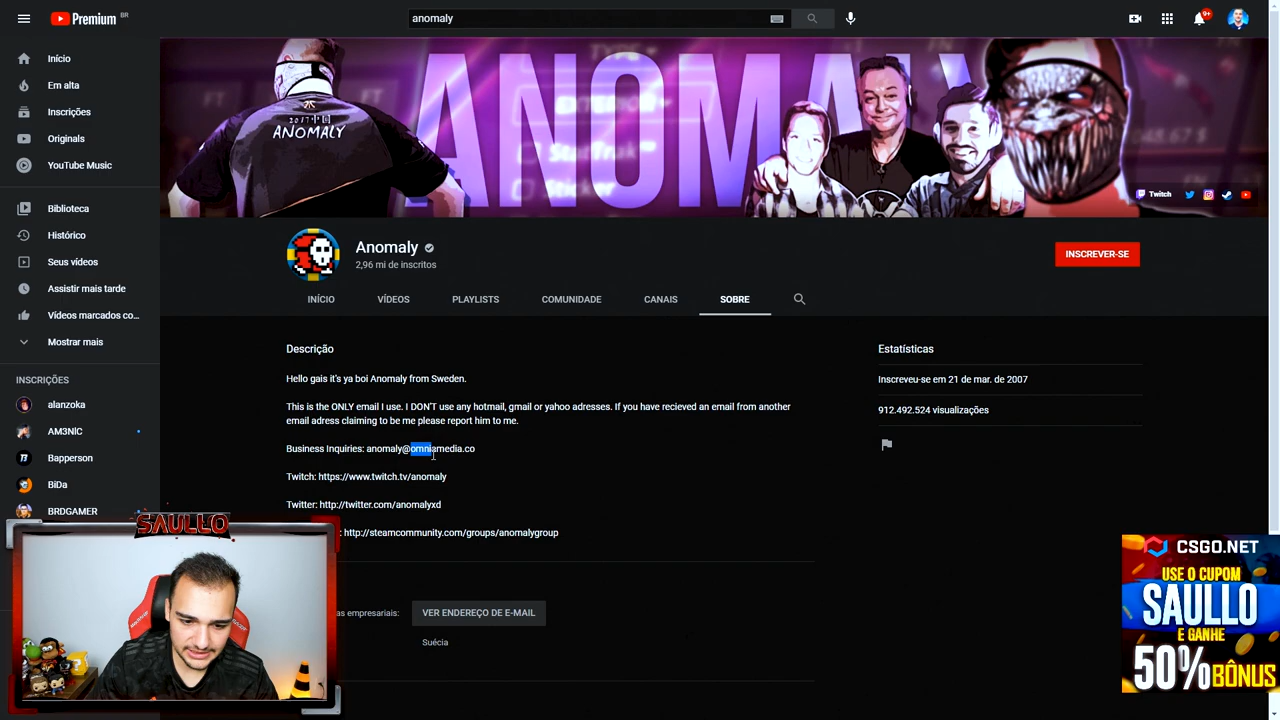 Premium BR
anomaly
9+
Início
Em alta
Inscrições
Originals
YouTube Music
Biblioteca
Histórico
Seus vídeos
Assistir mais tarde
Vídeos marcados co...
Mostrar mais
INSCRIÇÕES
alanzoka
AM3NlC
Bapperson
BiDa
BRDGAMER
ANOMALY
ANOMALY
StatTrak™
Sticker
Twitch
Anomaly
2,96 mi de inscritos
INSCREVER-SE
INÍCIO
VÍDEOS
PLAYLISTS
COMUNIDADE
CANAIS
SOBRE
Descrição
Hello gais it's ya boi Anomaly from Sweden.
This is the ONLY email I use. I DON'T use any hotmail, gmail or yahoo adresses. If you have recieved an email from another
email adress claiming to be me please report him to me.
Business Inquiries: anomaly@omniamedia.co
Twitch: https://www.twitch.tv/anomaly
Twitter: http://twitter.com/anomalyxd
: http://steamcommunity.com/groups/anomalygroup
as empresariais:
VER ENDEREÇO DE E-MAIL
Suécia
Estatísticas
Inscreveu-se em 21 de mar. de 2007
912.492.524 visualizações
SAULLO
CSGO.NET
USE O CUPOM
SAULLO
E GANHE
50% BÔNUS